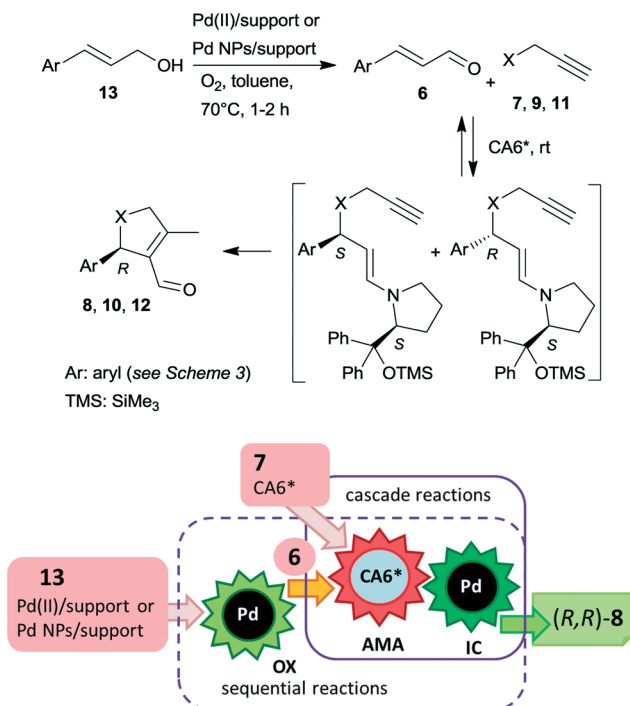 Pd(II)/support or
Pd NPs/support
O2, toluene,
70°C, 1-2 h
Ar
OH
13
Ar
O
6
+
X
7, 9, 11
CA6*, rt
X
Ar
R
O
8, 10, 12
X
Ar
S
N
Ph
S
Ph
OTMS
+
X
Ar
R
N
Ph
S
Ph
OTMS
Ar: aryl (see Scheme 3)
TMS: SiMe3
7
CA6*
cascade reactions
13
Pd(II)/support or
Pd NPs/support
6
Pd
CA6*
Pd
OX
AMA
IC
(R,R)-8
sequential reactions